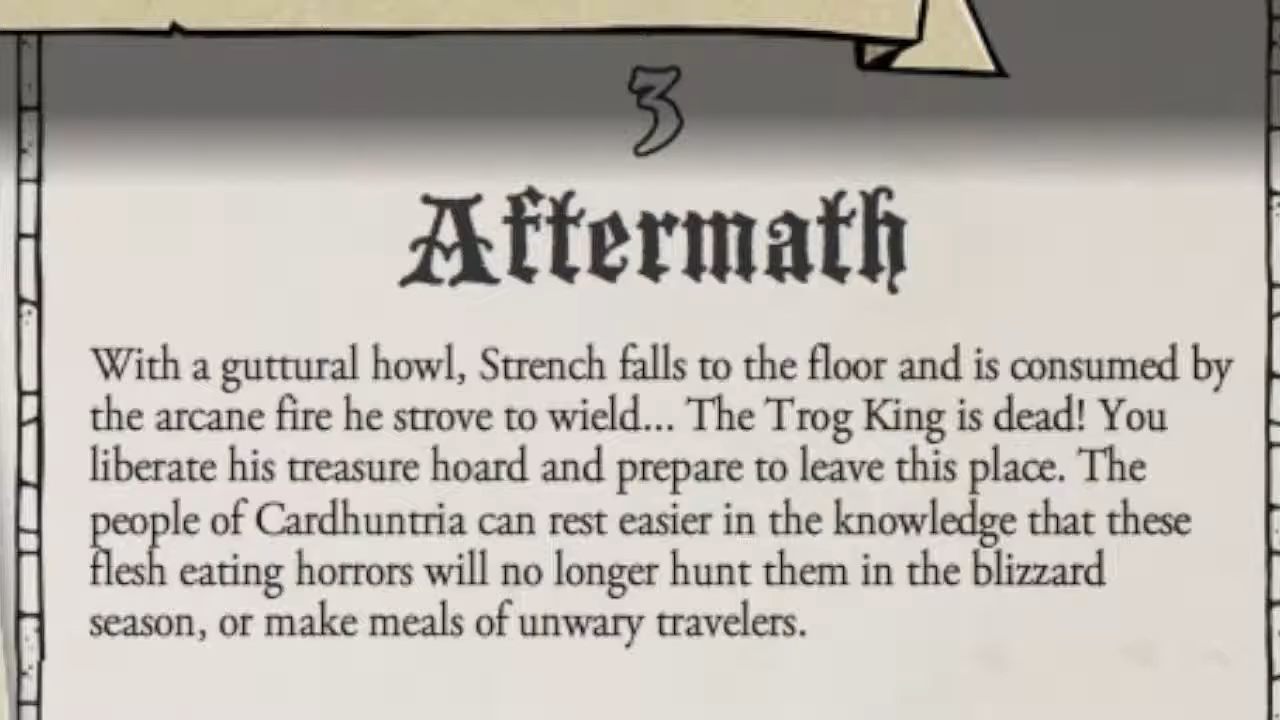 3
Aftermath
With a guttural howl, Strench falls to the floor and is consumed by
the arcane fire he strove to wield... The Trog King is dead! You
liberate his treasure hoard and prepare to leave this place. The
people of Cardhuntria can rest easier in the knowledge that these
flesh eating horrors will no longer hunt them in the blizzard
season, or make meals of unwary travelers.